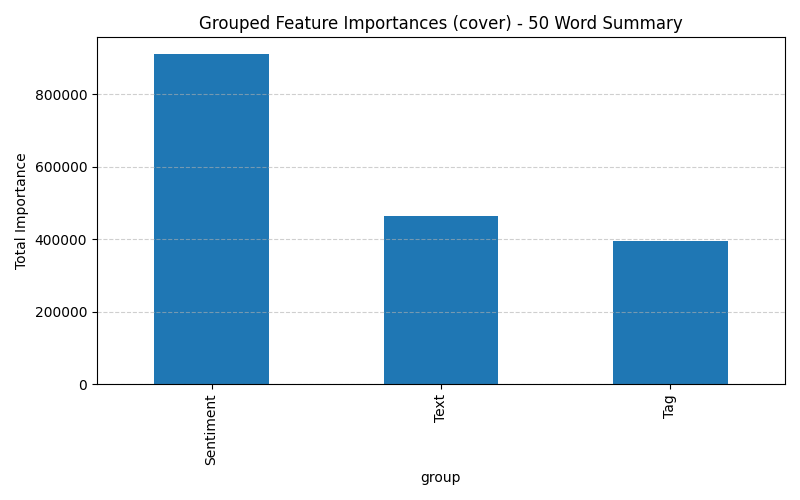 Grouped Feature Importances (cover) - 50 Word Summary
Total Importance
800000
600000
400000
200000
0
Sentiment
Text
Tag
group